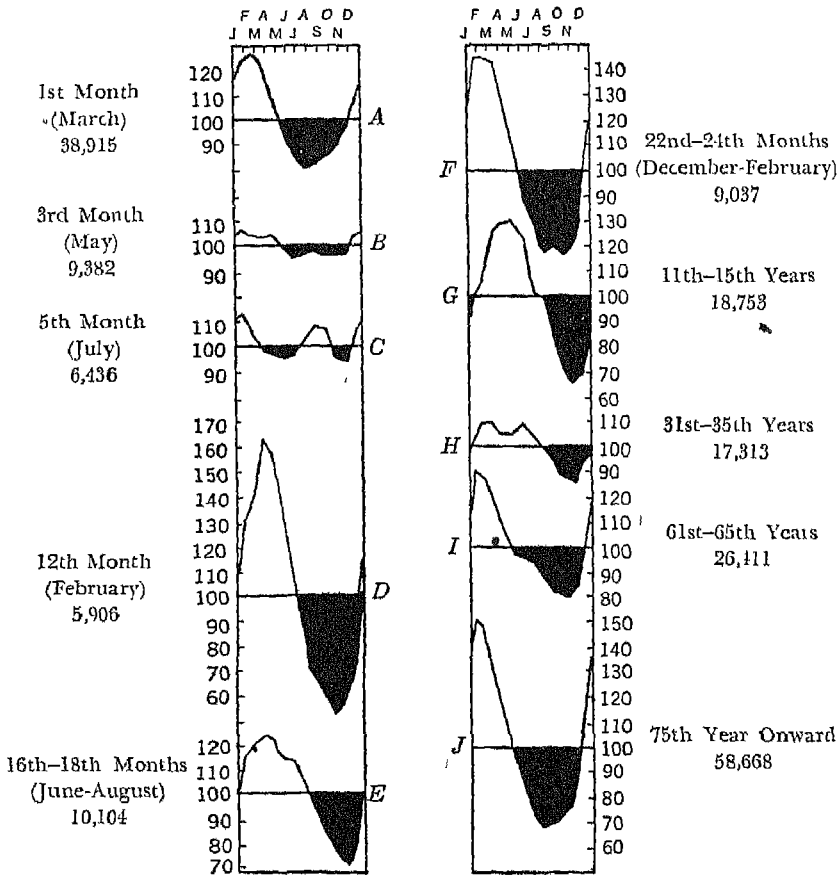 F A J A O D
J M M J S N
120
110
100
90
110
100
90
110
100
90
170
160
150
140
130
120
110
100
90
80
70
60
120
110
100
90
80
70
1st Month
(March)
38,915
3rd Month
(May)
9,382
5th Month
(July)
6,436
12th Month
(February)
5,906
16th–18th Months
(June-August)
10,104
A
B
C
D
E
F A J A O D
J M M J S N
F
G
H
I
J
140
130
120
110
100
90
130
120
110
100
90
80
70
60
110
100
90
120
110
100
90
80
150
140
130
120
110
100
90
80
70
60
22nd–24th Months
(December-February)
9,037
11th–15th Years
18,753
31st–35th Years
17,313
61st–65th Years
26,411
75th Year Onward
58,668